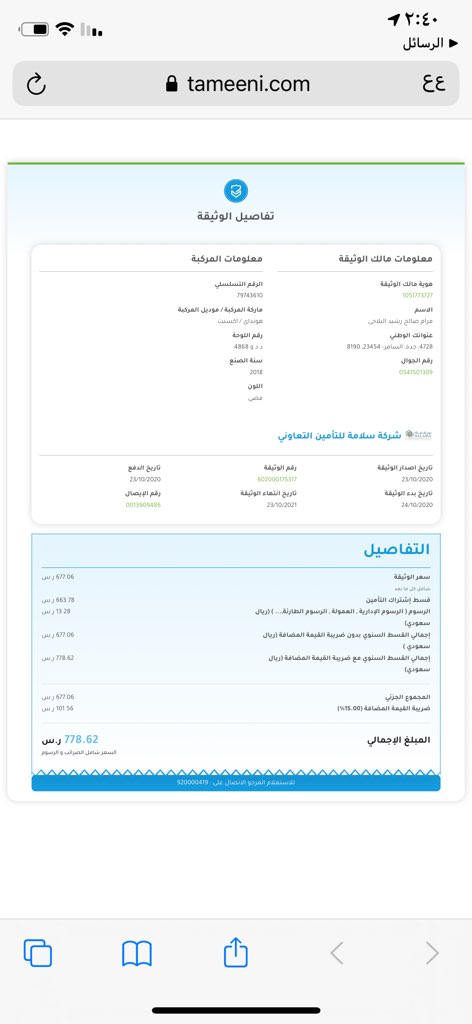 ٢:٤٠
الرسائل
tameeni.com
ع ع
تفاصيل الوثيقة
معلومات مالك الوثيقة
هوية مالك الوثيقة
1051773727
الاسم
مرام صالح رشيد البلاجي
عنوانك الوطني
4728، جدة، السامر، 23454 - 8190
رقم الجوال
0541501309
معلومات المركبة
الرقم التسلسلي
79743610
ماركة المركبة / موديل المركبة
هونداي / اكسنت
رقم اللوحة
د د و 4868
سنة الصنع
2018
اللون
فضي
شركة سلامة للتأمين التعاوني
تاريخ اصدار الوثيقة
23/10/2020
رقم الوثيقة
602000175317
تاريخ الدفع
23/10/2020
تاريخ بدء الوثيقة
24/10/2020
تاريخ انتهاء الوثيقة
23/10/2021
رقم الإيصال
0013909486
التفاصيل
سعر الوثيقة 677.06 ر.س
شامل كل ما بعد
قسط إشتراك التأمين 663.78 ر.س
الرسوم ( الرسوم الإدارية , العمولة , الرسوم الطارئة,... ) (ريال 13.28 ر.س
سعودي)
إجمالي القسط السنوي بدون ضريبة القيمة المضافة (ريال 677.06 ر.س
سعودي )
إجمالي القسط السنوي مع ضريبة القيمة المضافة (ريال 778.62 ر.س
سعودي)
المجموع الجزئي 677.06 ر.س
ضريبة القيمة المضافة (15.00%) 101.56 ر.س
المبلغ الإجمالي 778.62 ر.س
السعر شامل الضرائب و الرسوم
للاستعلام المرجو الاتصال على : 920000419